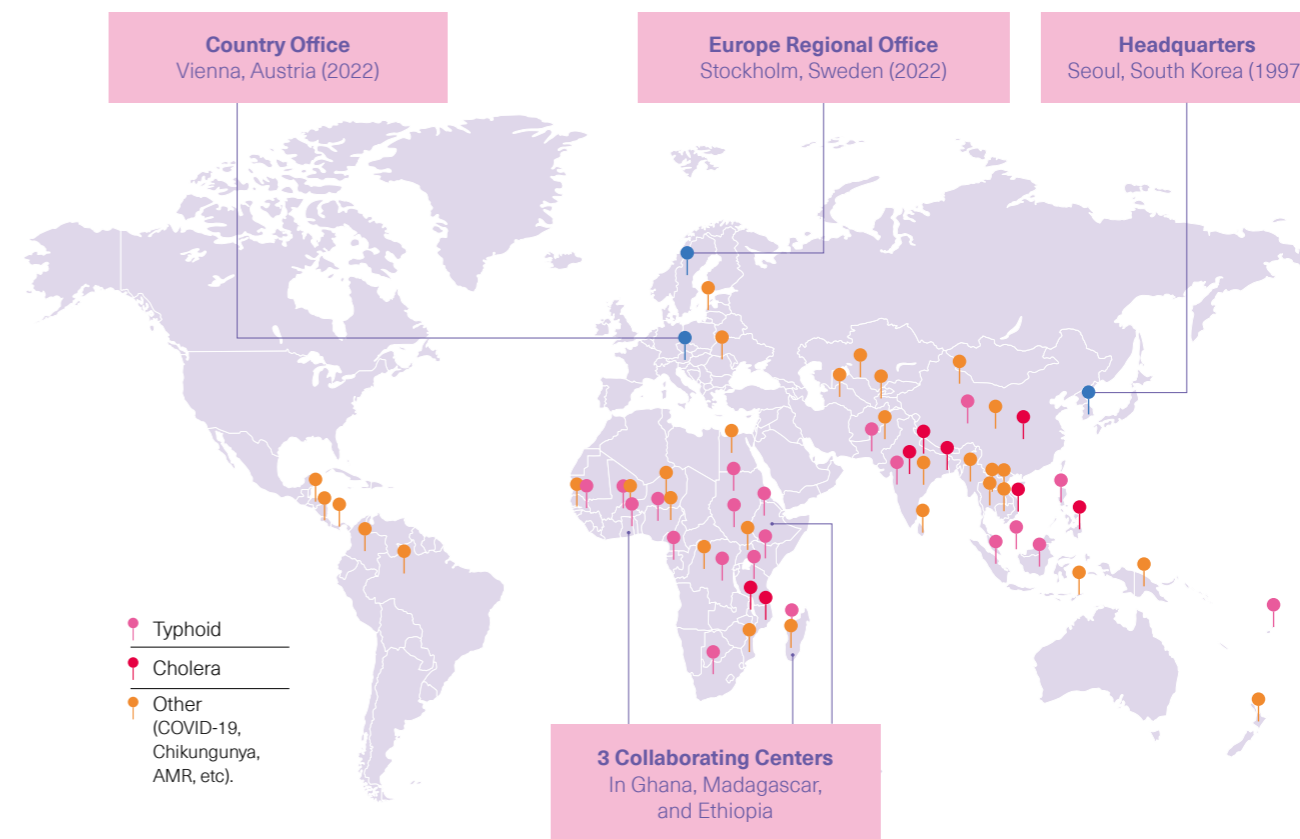 Country Office
Vienna, Austria (2022)
Europe Regional Office
Stockholm, Sweden (2022)
Headquarters
Seoul, South Korea (1997
Typhoid
Cholera
Other
(COVID-19,
Chikungunya,
AMR, etc).
3 Collaborating Centers
In Ghana, Madagascar,
and Ethiopia